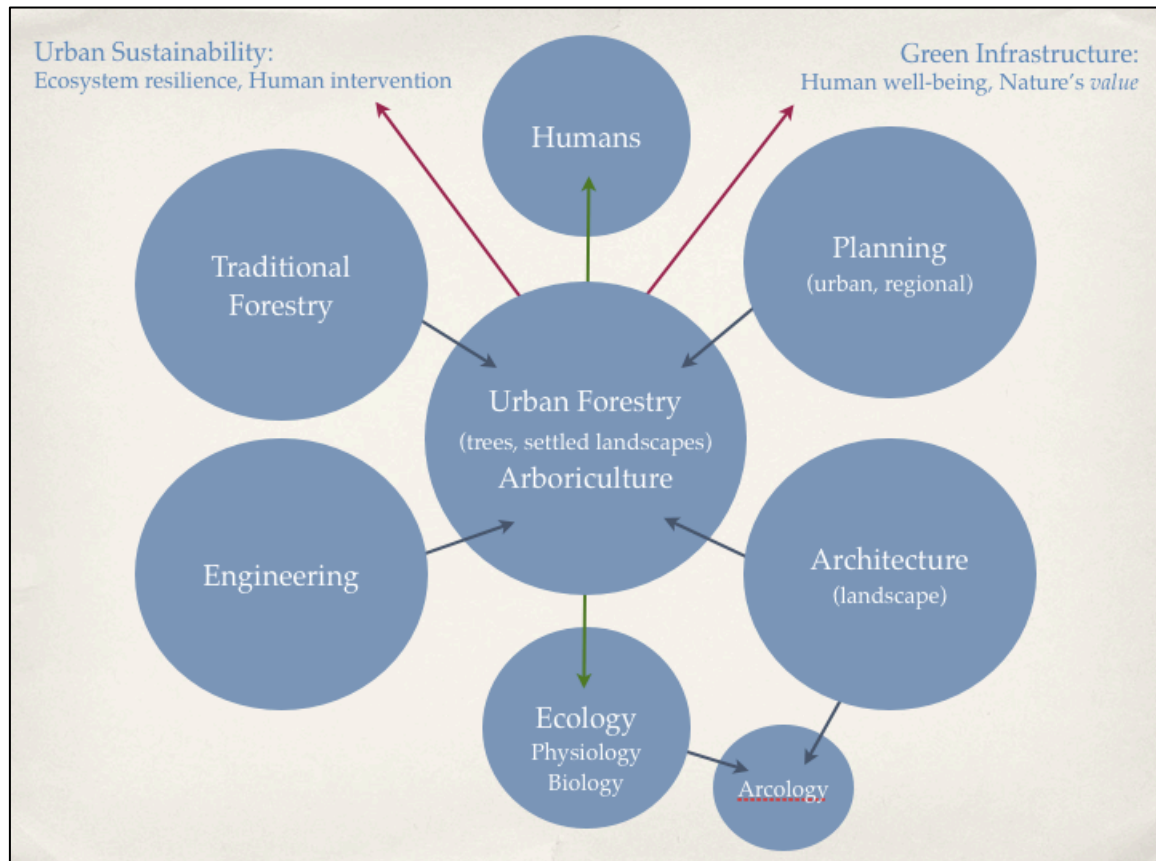 Urban Sustainability:
Ecosystem resilience, Human intervention
Green Infrastructure:
Human well-being, Nature's value
Humans
Traditional
Forestry
Planning
(urban, regional)
Urban Forestry
(trees, settled landscapes)
Arboriculture
Engineering
Architecture
(landscape)
Ecology
Physiology
Biology
Arcology